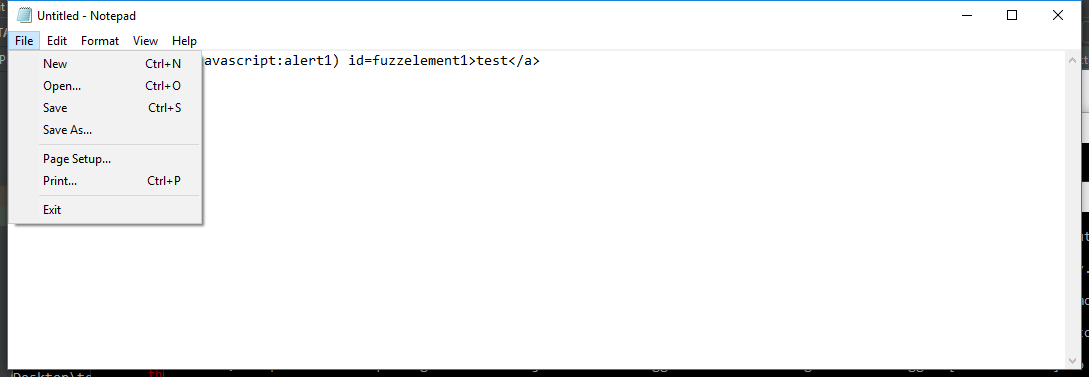 Untitled - Notepad
File Edit Format View Help
avascript:alert1) id=fuzzelement1>test</a>
New Ctrl+N
Open... Ctrl+O
Save Ctrl+S
Save As...
Page Setup...
Print... Ctrl+P
Exit